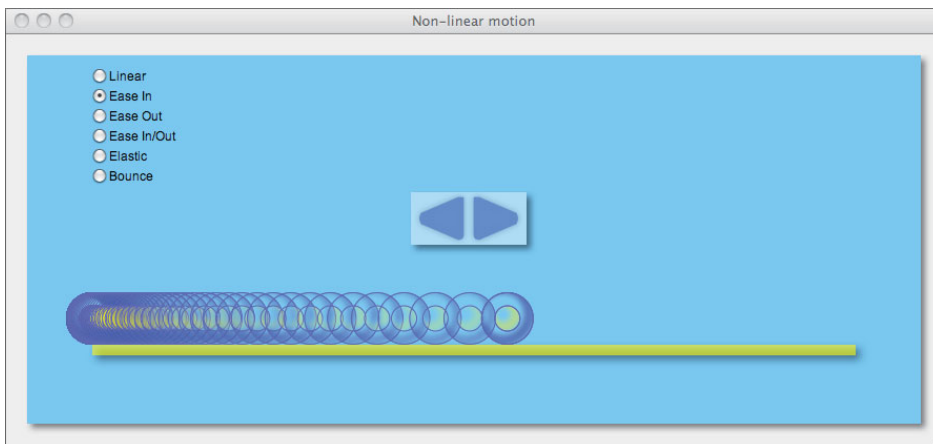 Non-linear motion
Linear
Ease In
Ease Out
Ease In/Out
Elastic
Bounce